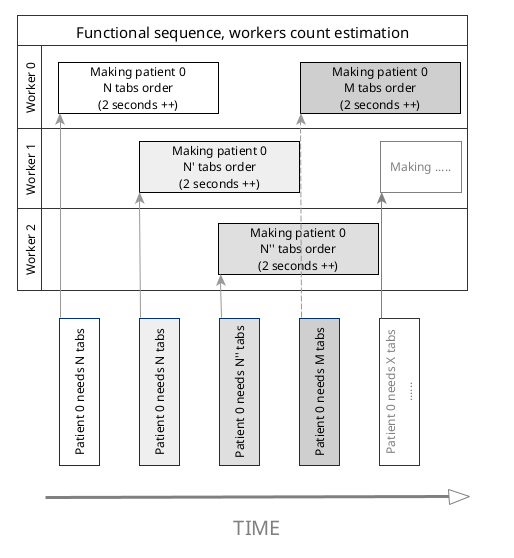 Functional sequence, workers count estimation
Worker 0
Making patient 0
N tabs order
(2 seconds ++)
Making patient 0
M tabs order
(2 seconds ++)
Worker 1
Making patient 0
N' tabs order
(2 seconds ++)
Making .....
Worker 2
Making patient 0
N'' tabs order
(2 seconds ++)
Patient 0 needs N tabs
Patient 0 needs N tabs
Patient 0 needs N'' tabs
Patient 0 needs M tabs
Patient 0 needs X tabs
......
TIME